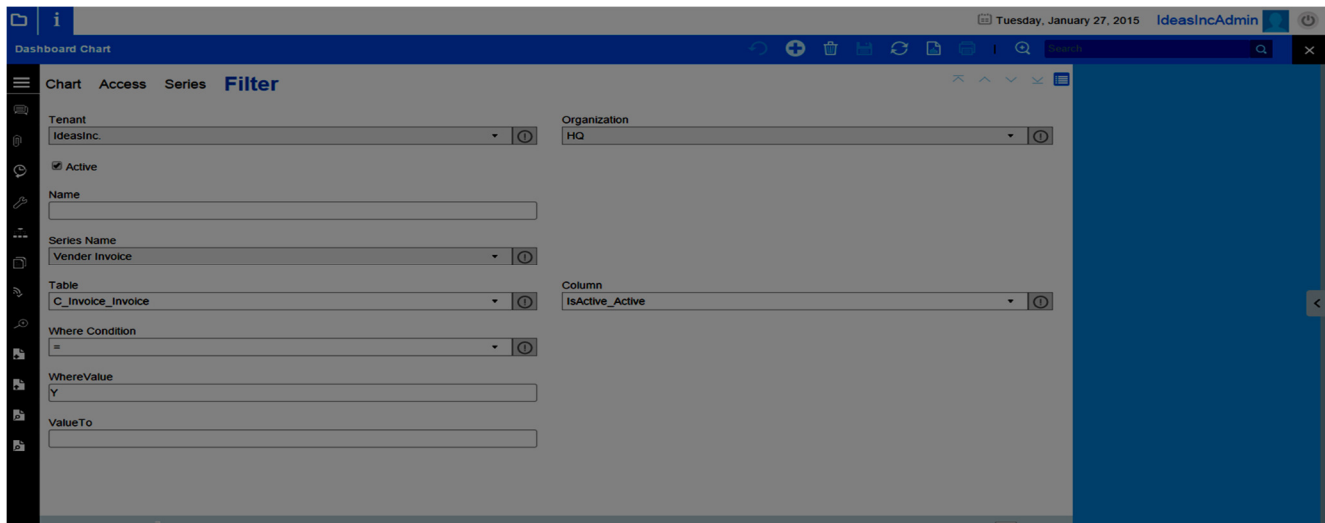 i
Tuesday, January 27, 2015 IdeasIncAdmin
Dashboard Chart
Search
Chart Access Series Filter
Tenant Organization
IdeasInc. HQ
Active
Name
Series Name
Vender Invoice
Table Column
C_Invoice_Invoice IsActive_Active
Where Condition
=
WhereValue
Y
ValueTo